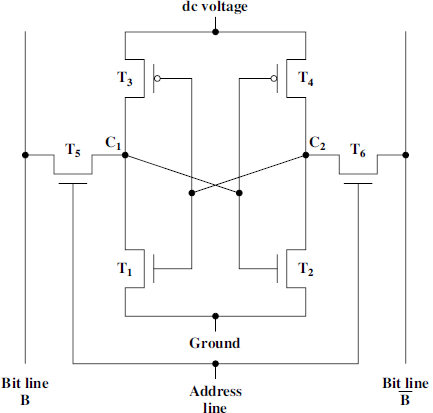 dc voltage
T3
T4
T5
C1
C2
T6
T1
T2
Ground
Bit line
B
Address
line
Bit line
B̅